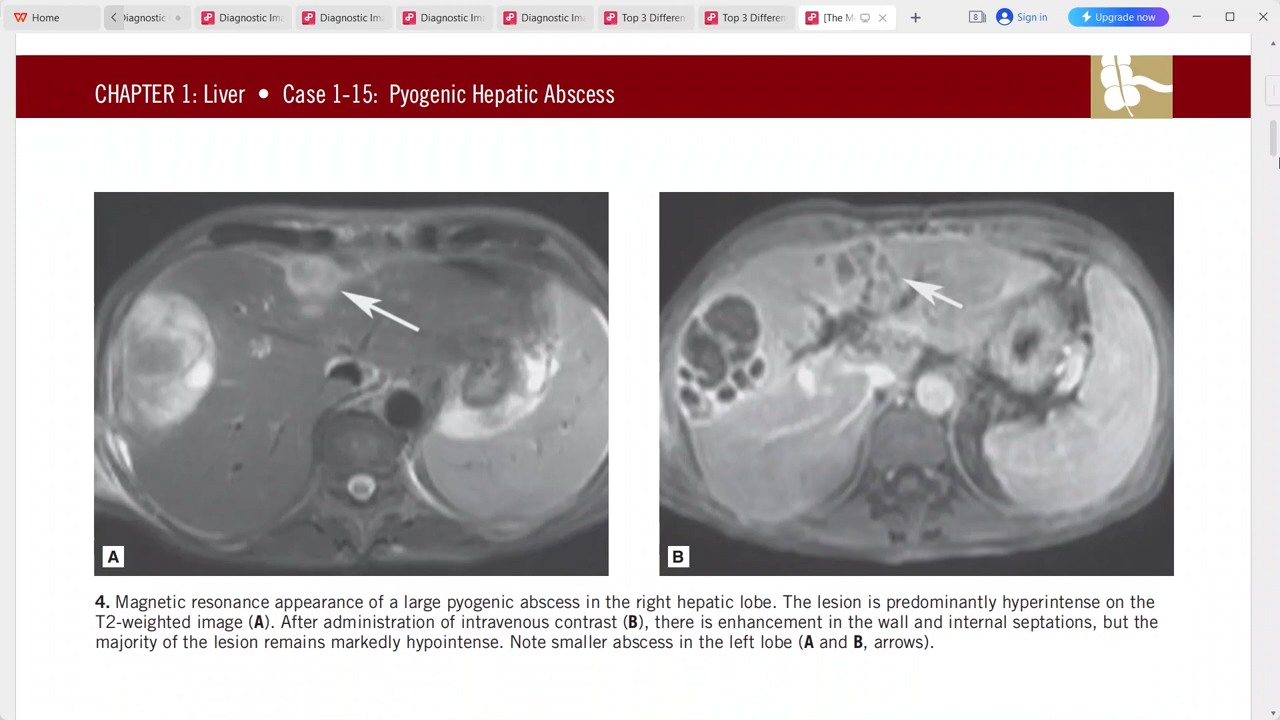 Home
iagnostic
Diagnostic Im
Diagnostic Im
Diagnostic Im
Diagnostic Im
Top 3 Differen
Top 3 Differen
[The M
8
Sign in
Upgrade now
CHAPTER 1: Liver • Case 1-15: Pyogenic Hepatic Abscess
A
B
4. Magnetic resonance appearance of a large pyogenic abscess in the right hepatic lobe. The lesion is predominantly hyperintense on the
T2-weighted image (A). After administration of intravenous contrast (B), there is enhancement in the wall and internal septations, but the
majority of the lesion remains markedly hypointense. Note smaller abscess in the left lobe (A and B, arrows).